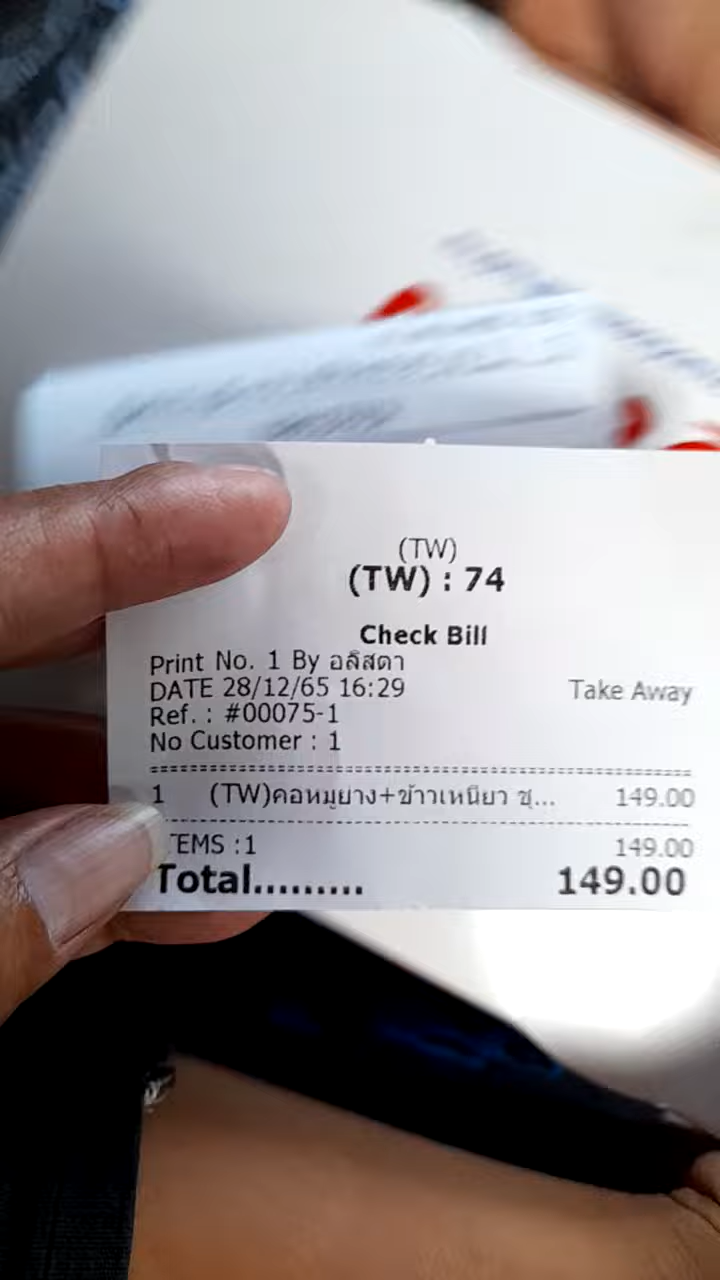 (TW)
(TW) : 74
Check Bill
Print No. 1 By อลิสตา
DATE 28/12/65 16:29 Take Away
Ref. : #00075-1
No Customer : 1
1 (TW)คอหมูยาง+ข้าวเหนียว ชุ... 149.00
TEMS :1 149.00
Total......... 149.00